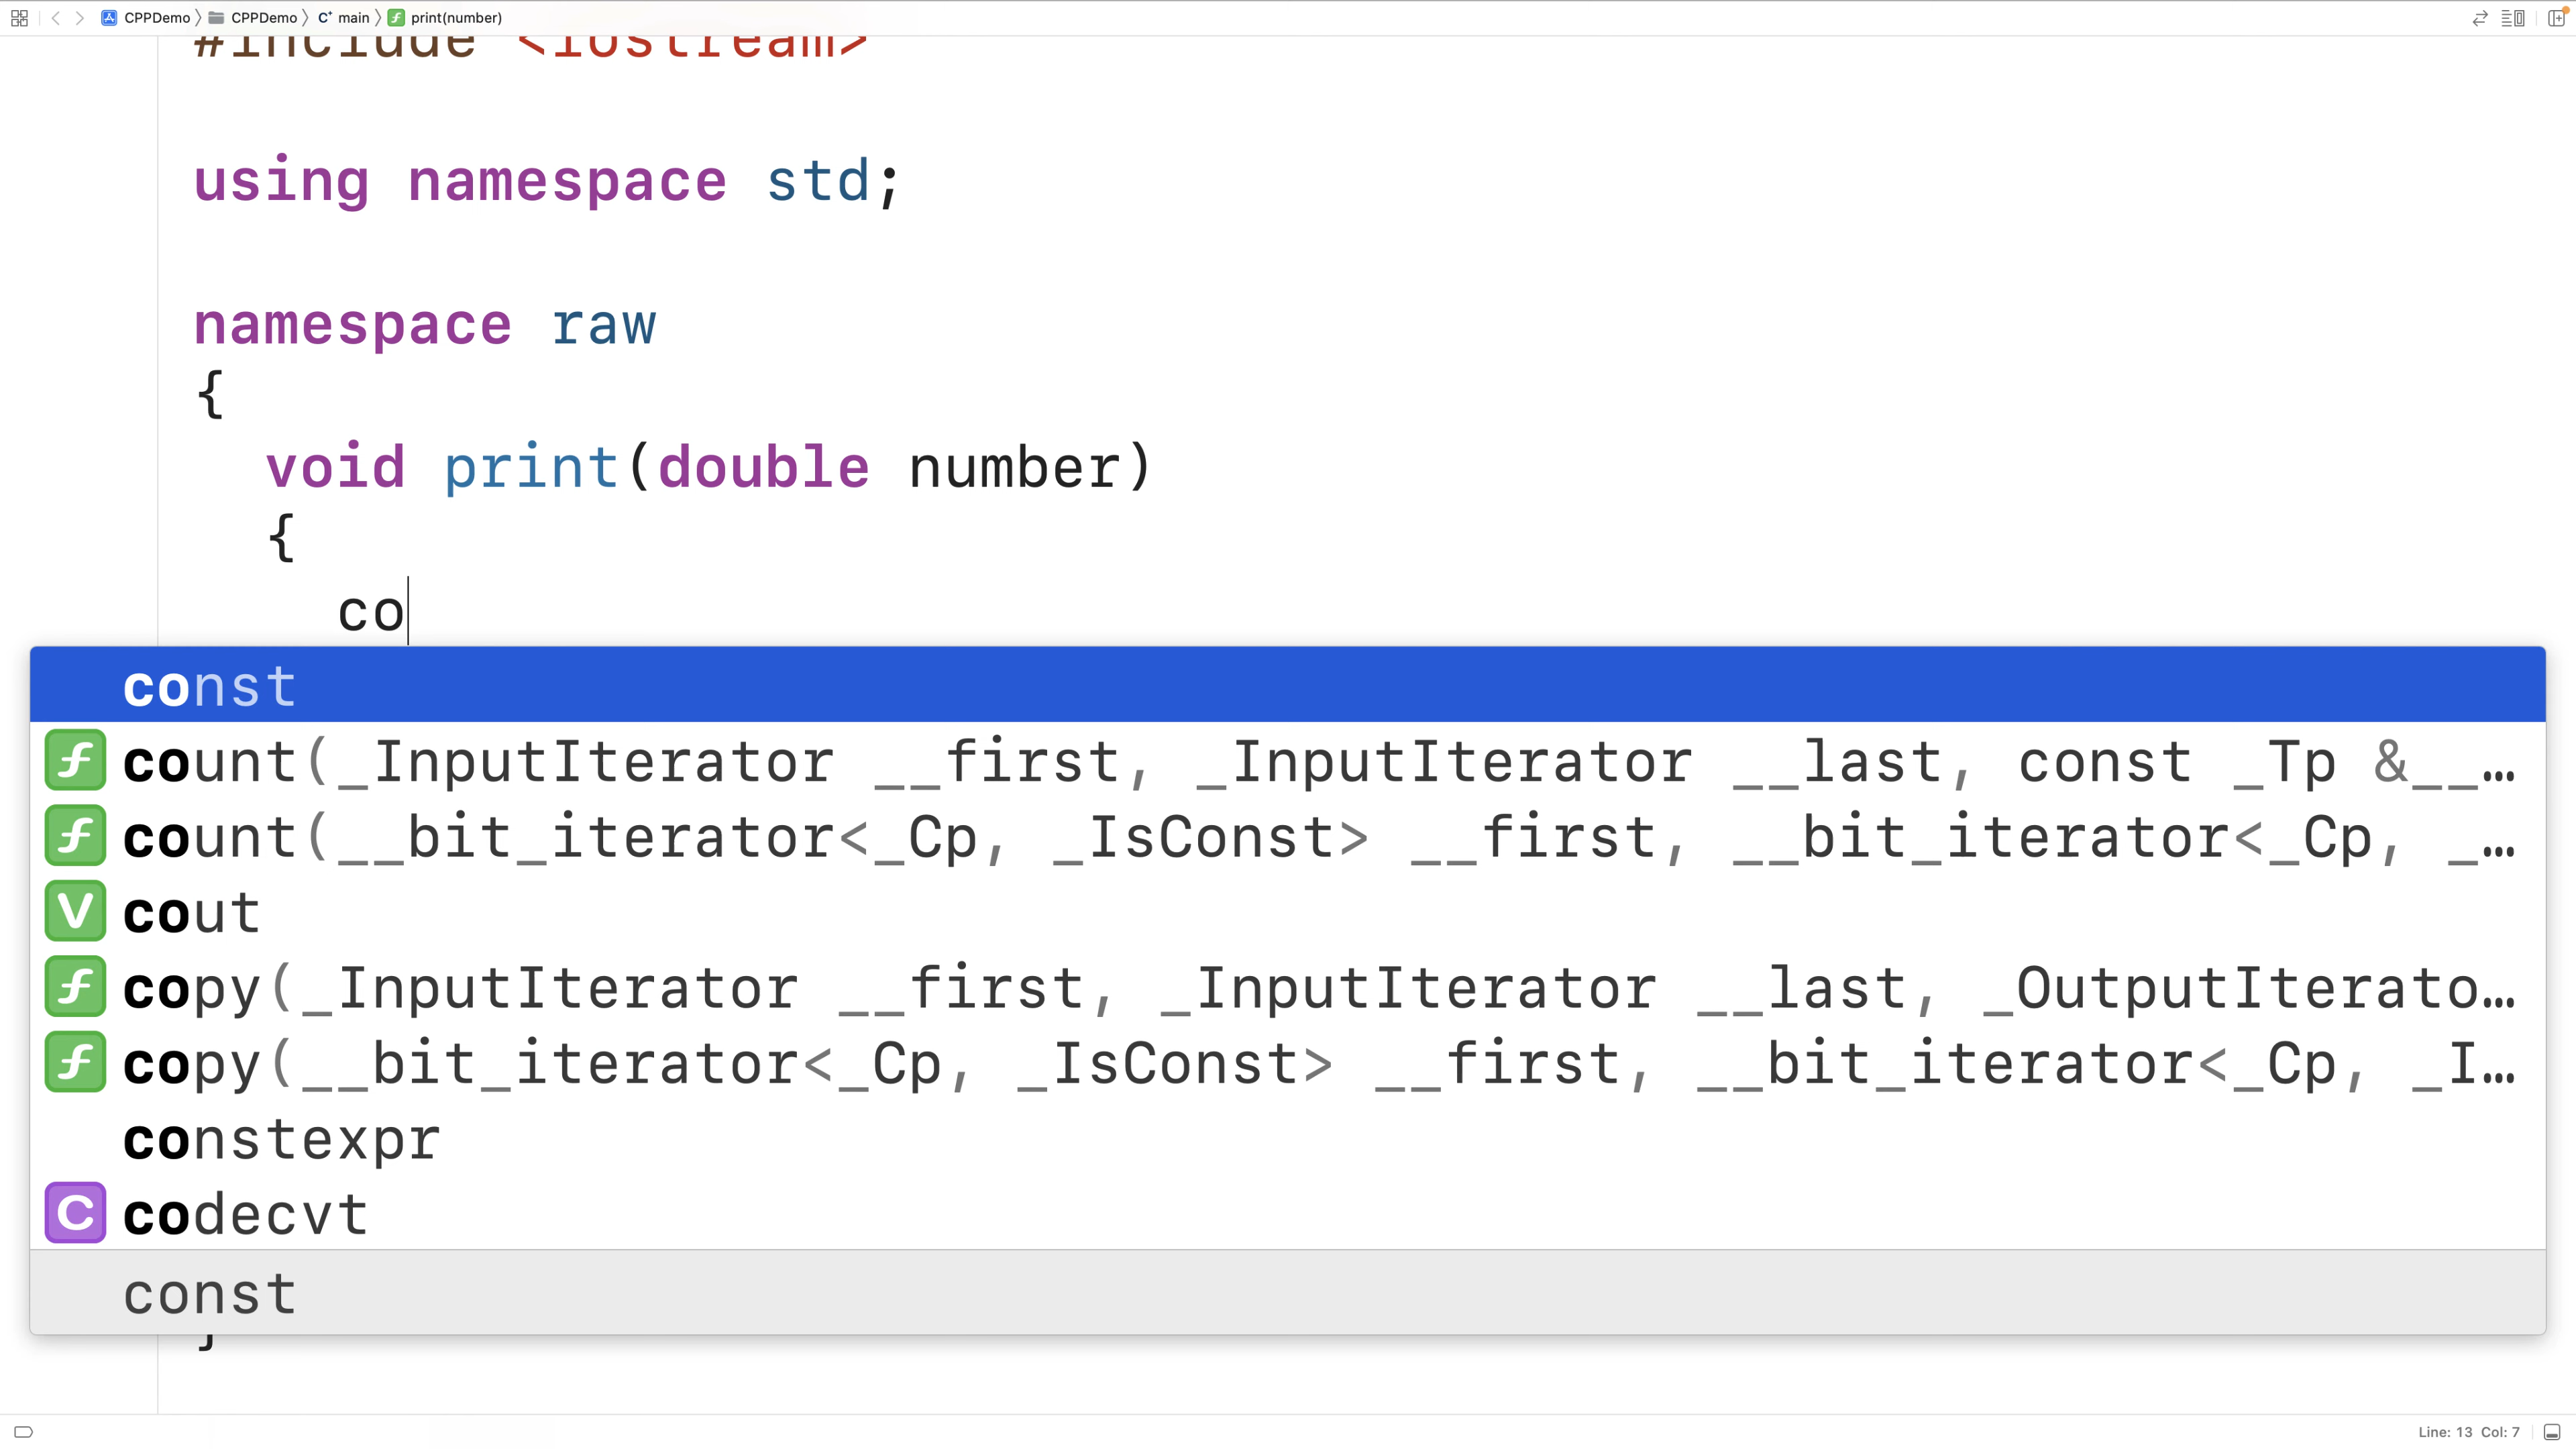 CPPDemo CPPDemo C+ main f print(number)
#include <iostream>
using namespace std;
namespace raw
{
void print(double number)
{
co
const
f count(_InputIterator __first, _InputIterator __last, const _Tp &__…
f count(__bit_iterator<_Cp, _IsConst> __first, __bit_iterator<_Cp, _…
V cout
f copy(_InputIterator __first, _InputIterator __last, _OutputIterato…
f copy(__bit_iterator<_Cp, _IsConst> __first, __bit_iterator<_Cp, _I…
constexpr
C codecvt
const
}
Line: 13 Col: 7